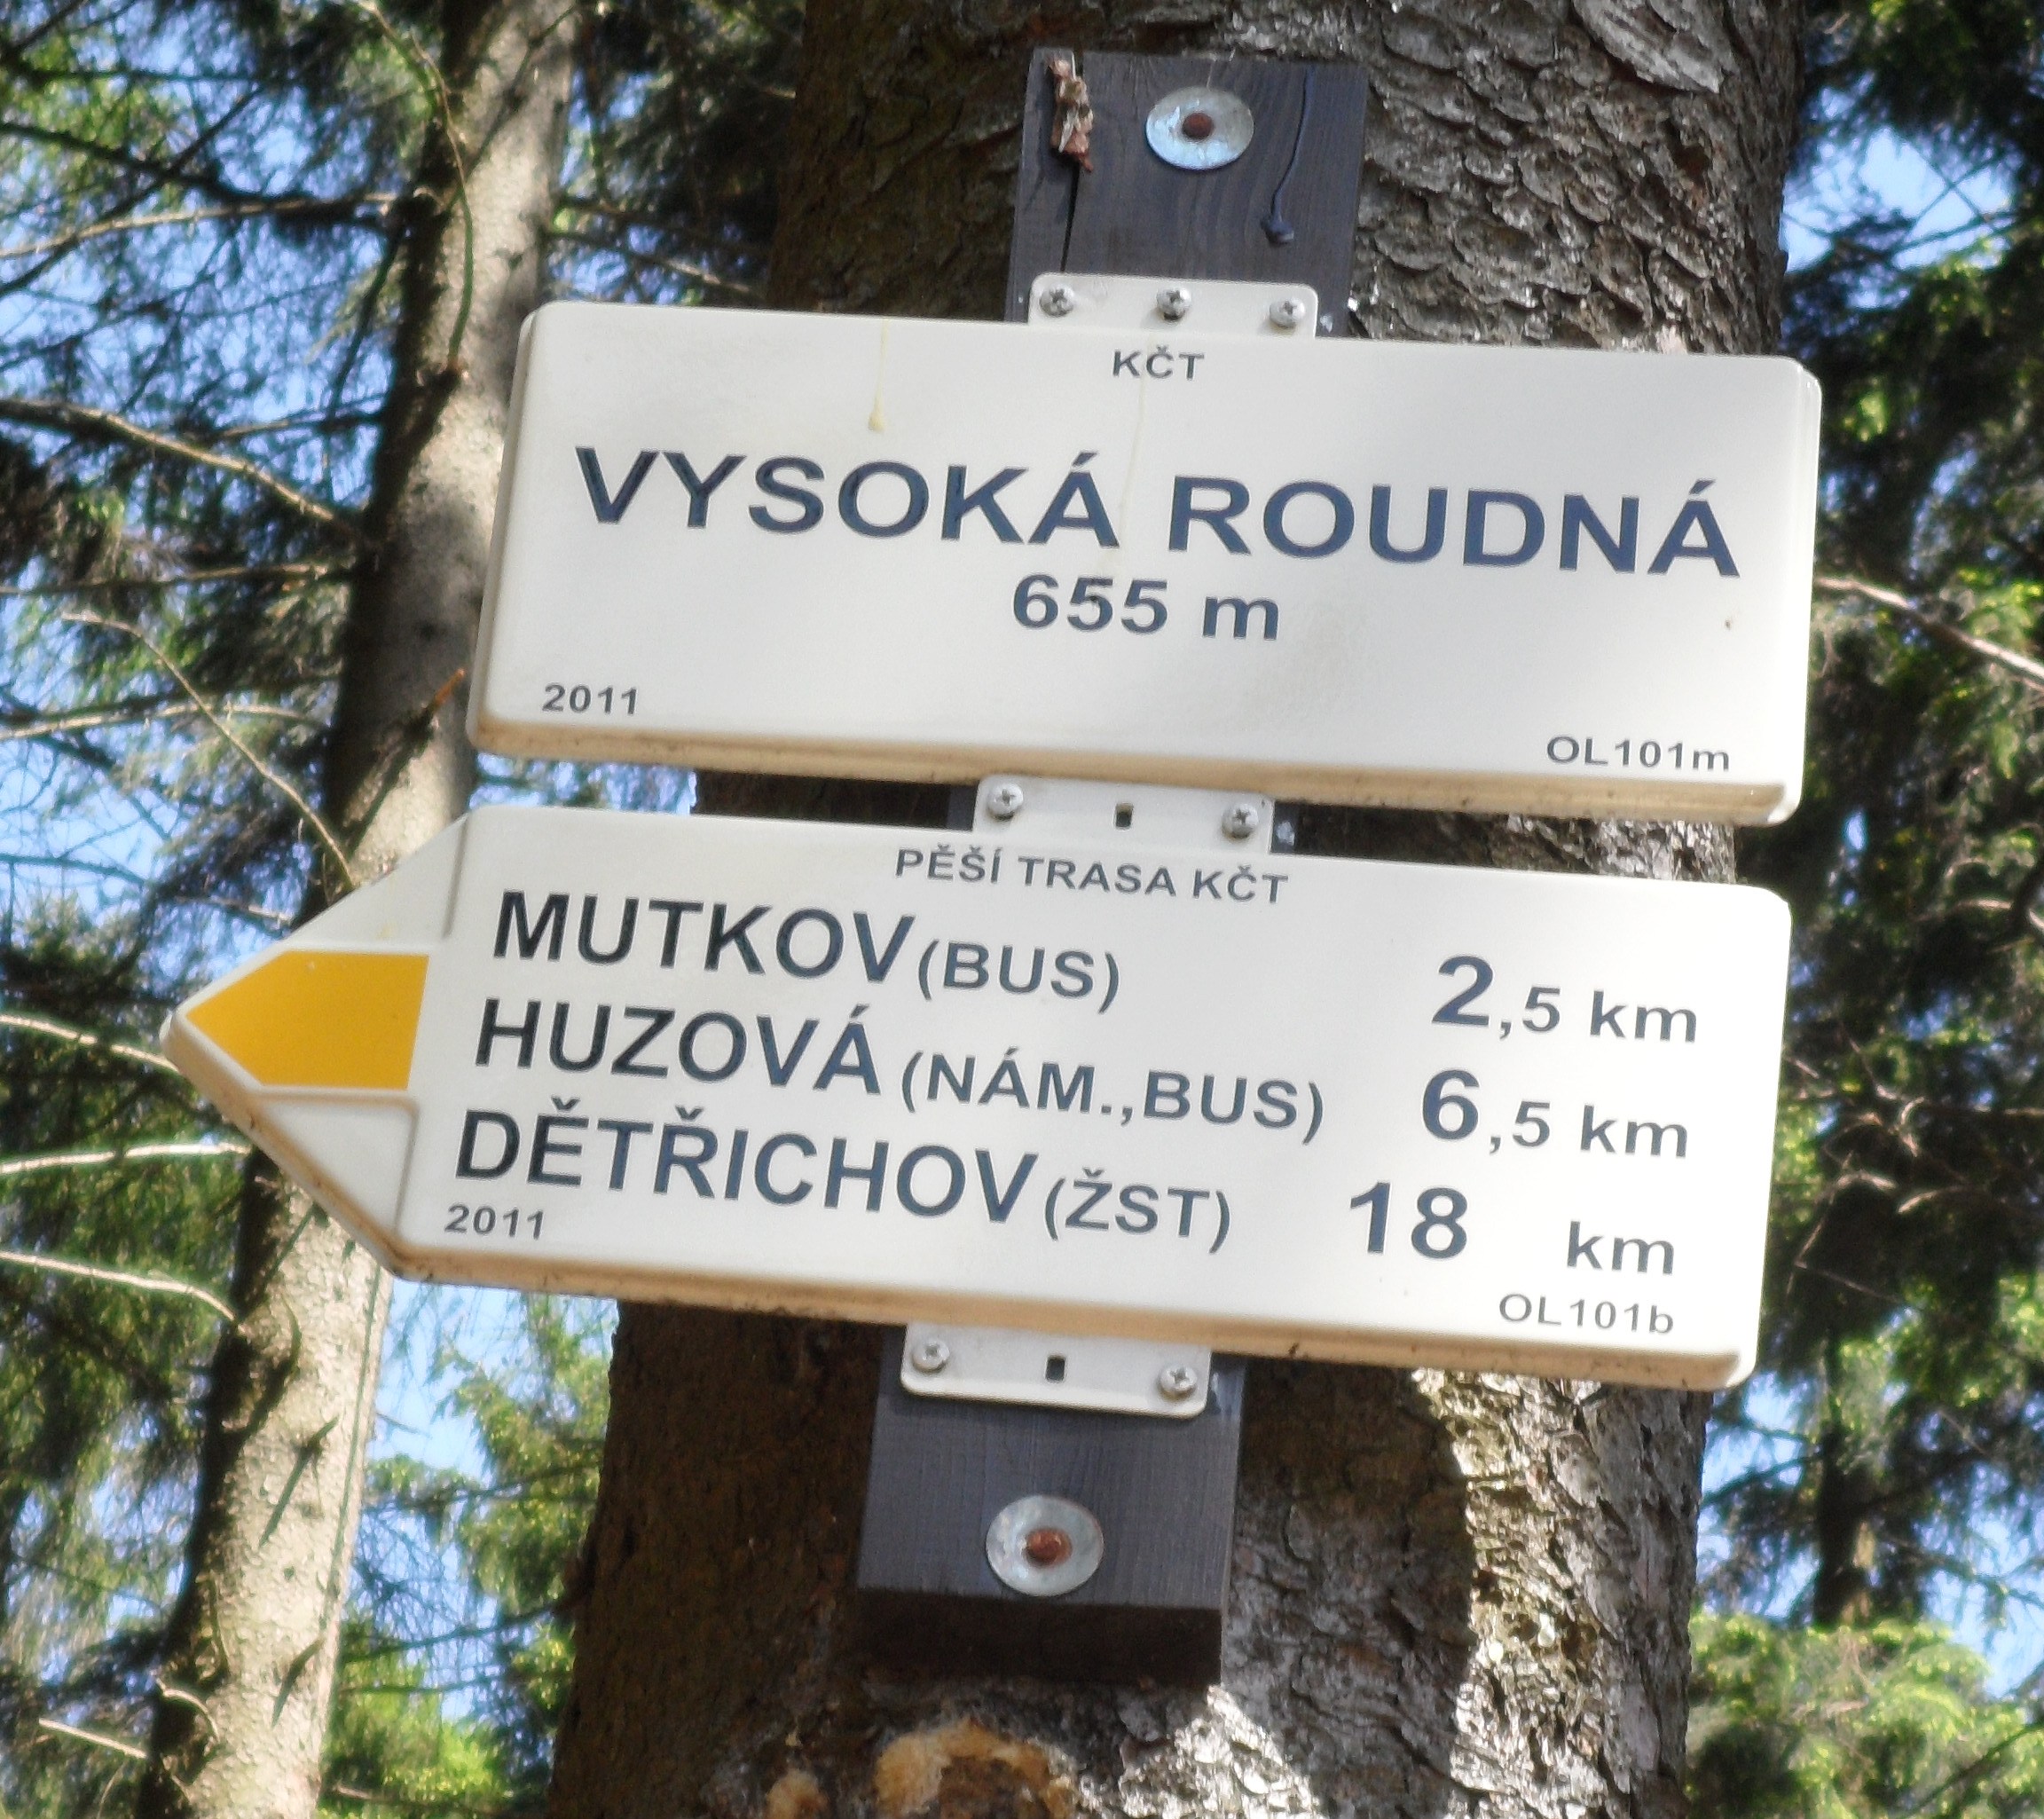 KČT
VYSOKÁ ROUDNÁ
655 m
2011
OL101m
PĚŠÍ TRASA KČT
MUTKOV (BUS) 2,5 km
HUZOVÁ (NÁM.,BUS) 6,5 km
DĚTŘICHOV (ŽST) 18 km
2011
OL101b